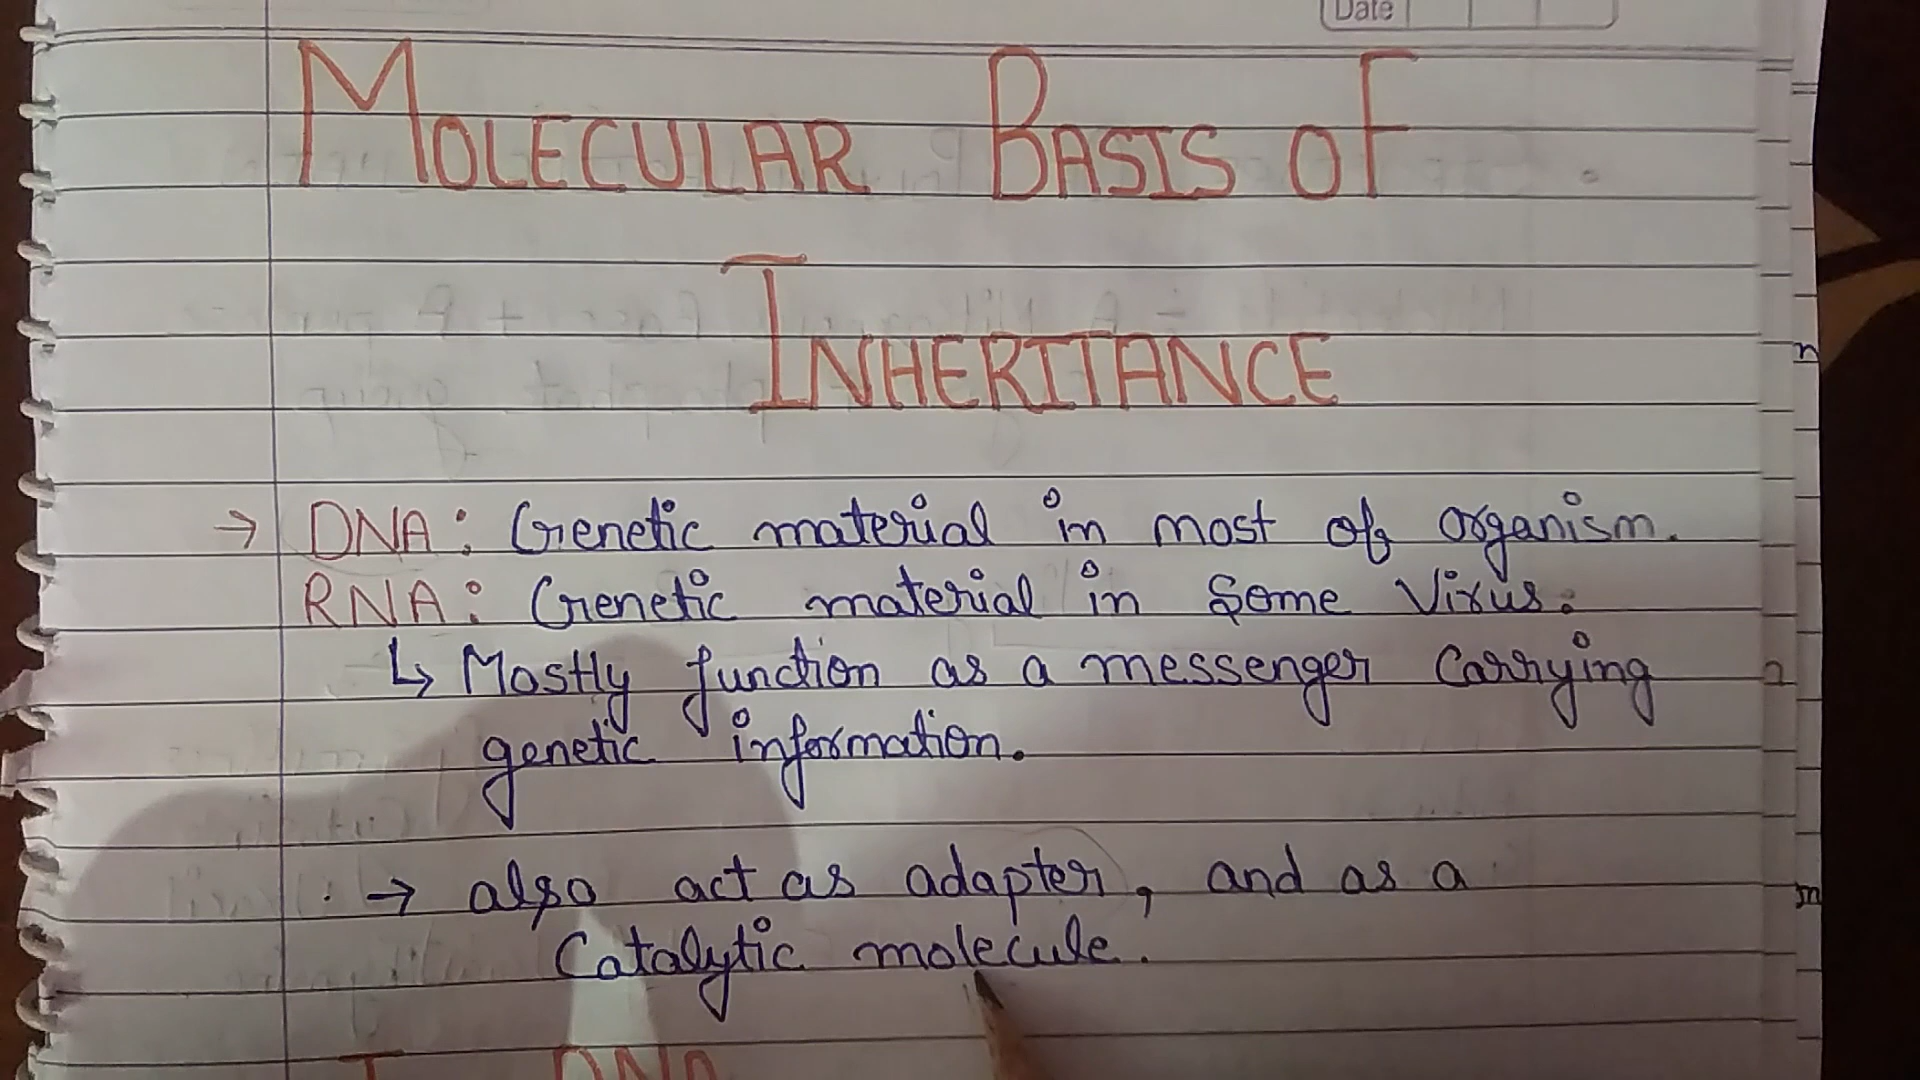 Date
MOLECULAR BASIS OF
INHERITANCE
→ DNA: Genetic material in most of organism.
RNA: Genetic material in Some Virus.
↳ Mostly function as a messenger Carrying
genetic information.
→ also act as adapter, and as a
Catalytic molecule.
DNA